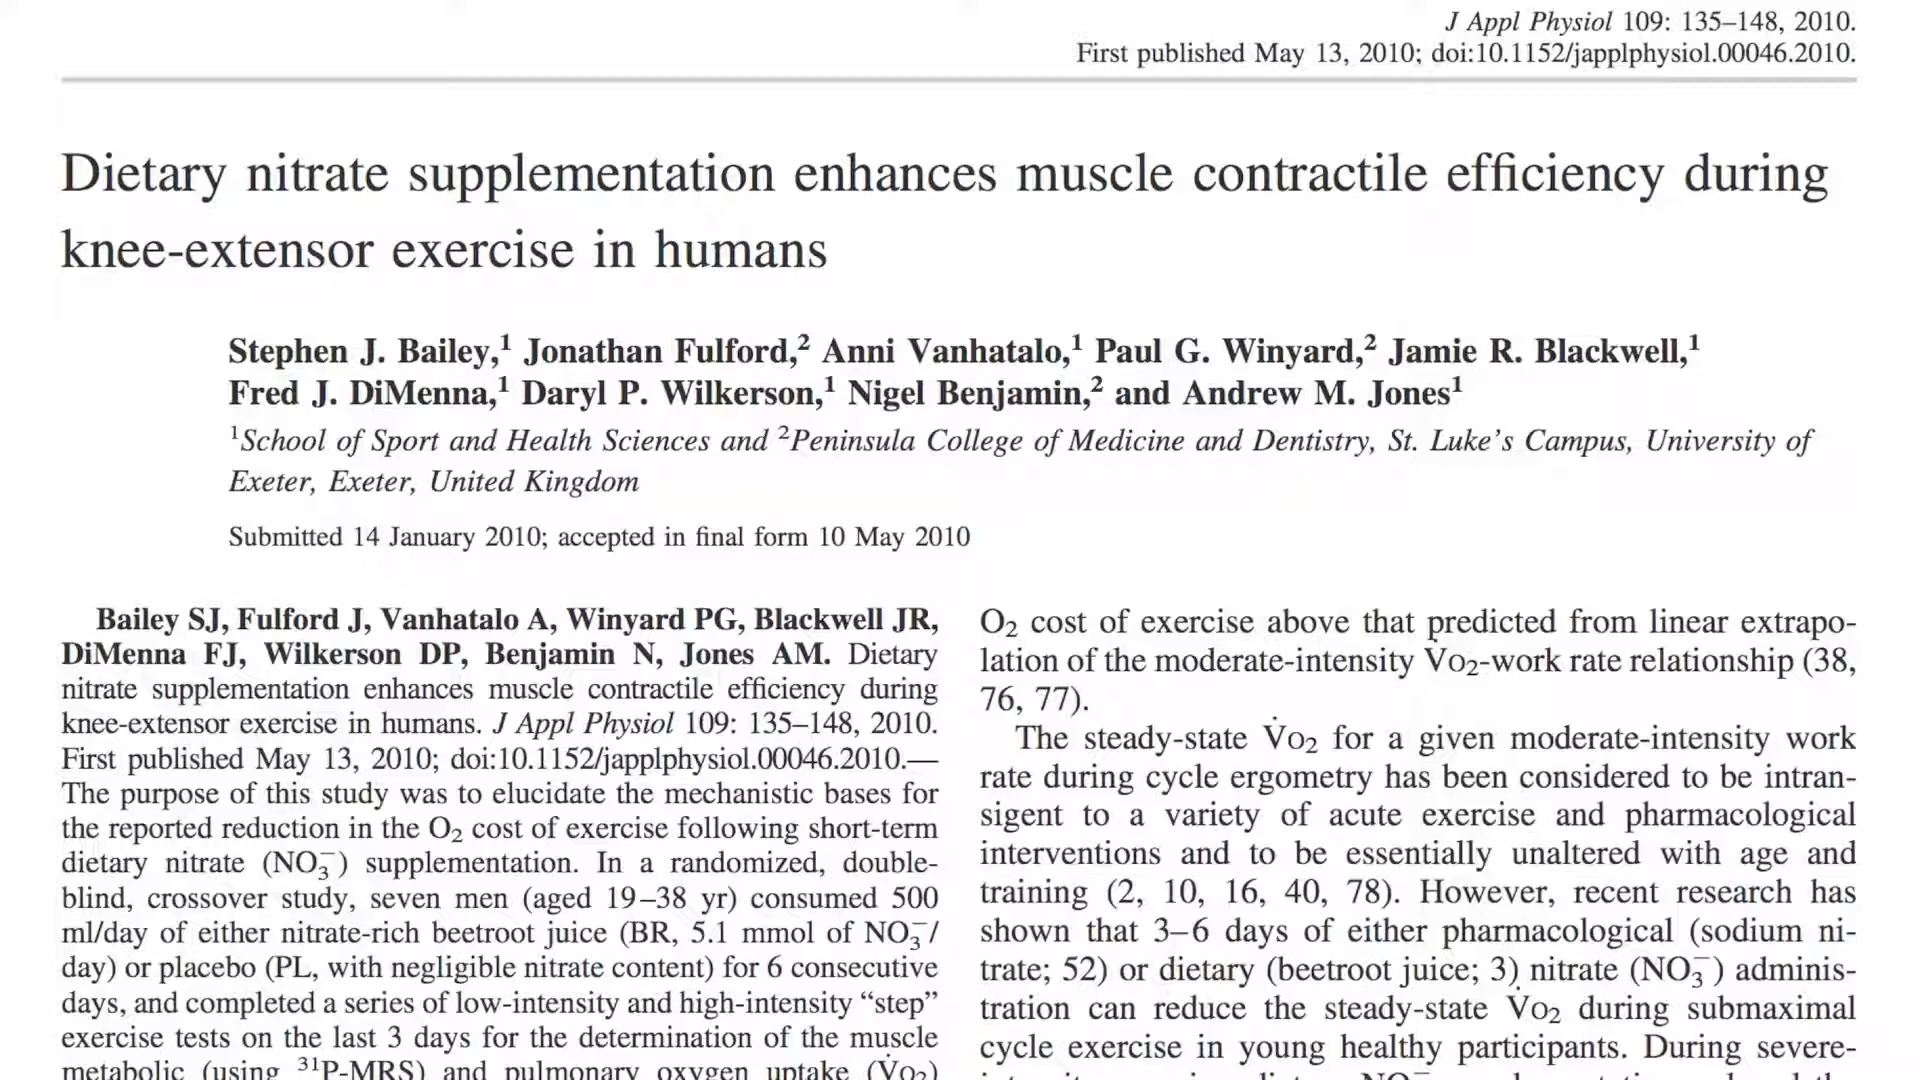 J Appl Physiol 109: 135–148, 2010.
First published May 13, 2010; doi:10.1152/japplphysiol.00046.2010.
Dietary nitrate supplementation enhances muscle contractile efficiency during
knee-extensor exercise in humans
Stephen J. Bailey,¹ Jonathan Fulford,² Anni Vanhatalo,¹ Paul G. Winyard,² Jamie R. Blackwell,¹
Fred J. DiMenna,¹ Daryl P. Wilkerson,¹ Nigel Benjamin,² and Andrew M. Jones¹
¹School of Sport and Health Sciences and ²Peninsula College of Medicine and Dentistry, St. Luke’s Campus, University of
Exeter, Exeter, United Kingdom
Submitted 14 January 2010; accepted in final form 10 May 2010
Bailey SJ, Fulford J, Vanhatalo A, Winyard PG, Blackwell JR,
DiMenna FJ, Wilkerson DP, Benjamin N, Jones AM. Dietary
nitrate supplementation enhances muscle contractile efficiency during
knee-extensor exercise in humans. J Appl Physiol 109: 135–148, 2010.
First published May 13, 2010; doi:10.1152/japplphysiol.00046.2010.—
The purpose of this study was to elucidate the mechanistic bases for
the reported reduction in the O₂ cost of exercise following short-term
dietary nitrate (NO₃⁻) supplementation. In a randomized, double-
blind, crossover study, seven men (aged 19–38 yr) consumed 500
ml/day of either nitrate-rich beetroot juice (BR, 5.1 mmol of NO₃⁻/
day) or placebo (PL, with negligible nitrate content) for 6 consecutive
days, and completed a series of low-intensity and high-intensity “step”
exercise tests on the last 3 days for the determination of the muscle
metabolic (using ³¹P-MRS) and pulmonary oxygen uptake (V̇O₂)
O₂ cost of exercise above that predicted from linear extrapo-
lation of the moderate-intensity V̇O₂-work rate relationship (38,
76, 77).
The steady-state V̇O₂ for a given moderate-intensity work
rate during cycle ergometry has been considered to be intran-
sigent to a variety of acute exercise and pharmacological
interventions and to be essentially unaltered with age and
training (2, 10, 16, 40, 78). However, recent research has
shown that 3–6 days of either pharmacological (sodium ni-
trate; 52) or dietary (beetroot juice; 3) nitrate (NO₃⁻) adminis-
tration can reduce the steady-state V̇O₂ during submaximal
cycle exercise in young healthy participants. During severe-